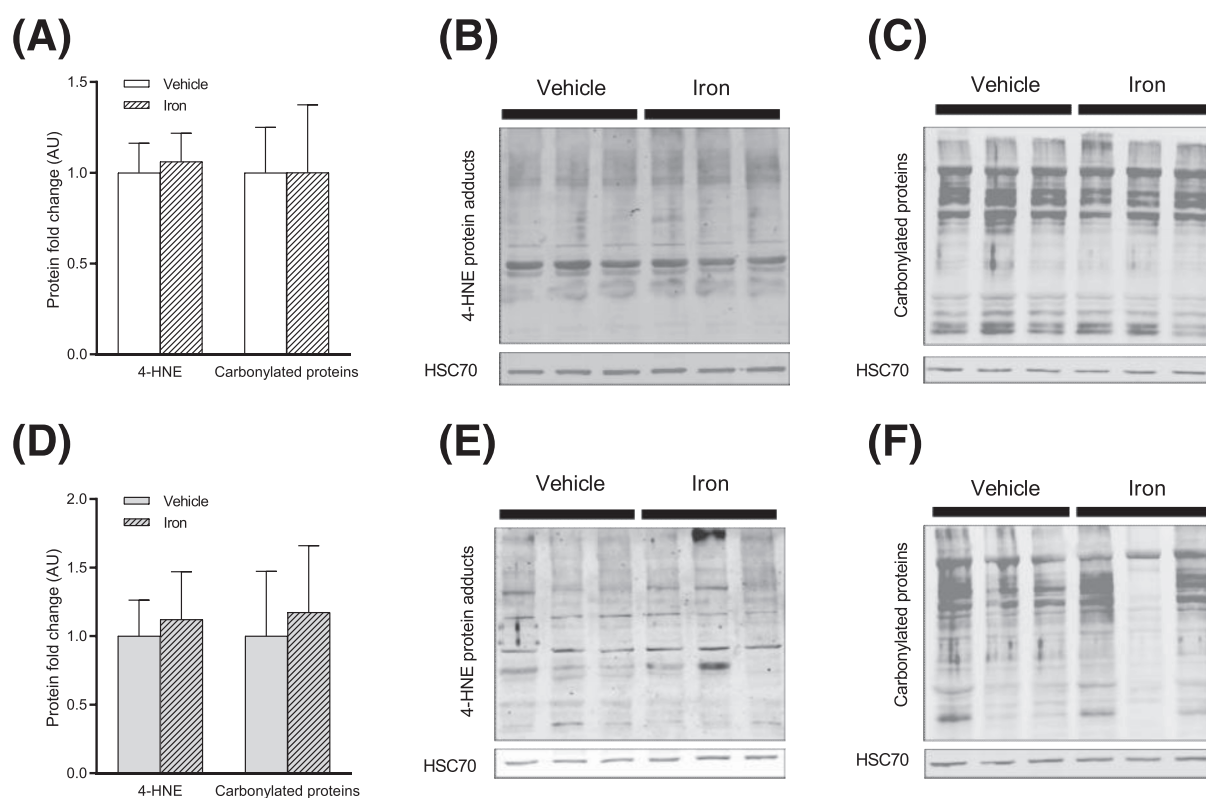 (A)
1.5
1.0
0.5
0.0
Protein fold change (AU)
Vehicle
Iron
4-HNE
Carbonylated proteins
(B)
Vehicle
Iron
4-HNE protein adducts
HSC70
(C)
Vehicle
Iron
Carbonylated proteins
HSC70
(D)
2.0
1.5
1.0
0.5
0.0
Protein fold change (AU)
Vehicle
Iron
4-HNE
Carbonylated proteins
(E)
Vehicle
Iron
4-HNE protein adducts
HSC70
(F)
Vehicle
Iron
Carbonylated proteins
HSC70